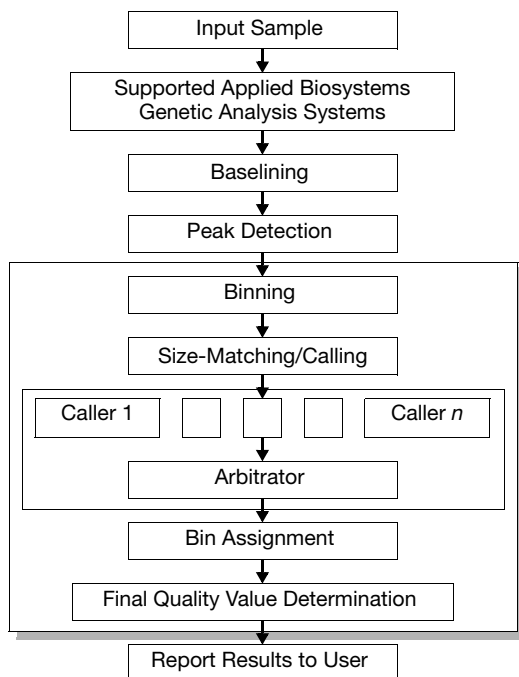 Input Sample
Supported Applied Biosystems
Genetic Analysis Systems
Baselining
Peak Detection
Binning
Size-Matching/Calling
Caller 1
Caller n
Arbitrator
Bin Assignment
Final Quality Value Determination
Report Results to User